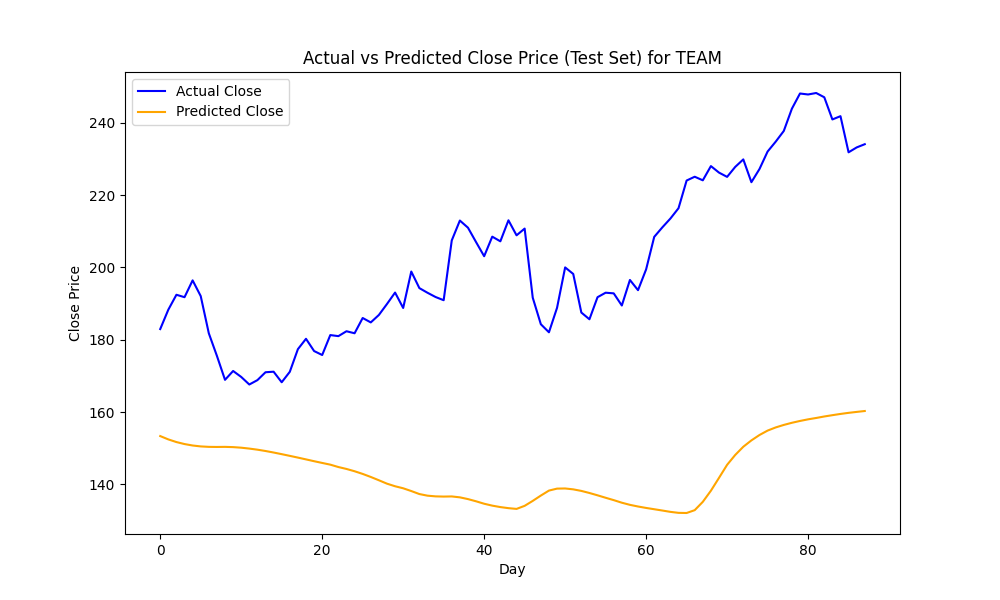 Actual vs Predicted Close Price (Test Set) for TEAM
Actual Close
Predicted Close
240
220
200
180
160
140
Close Price
0 20 40 60 80
Day